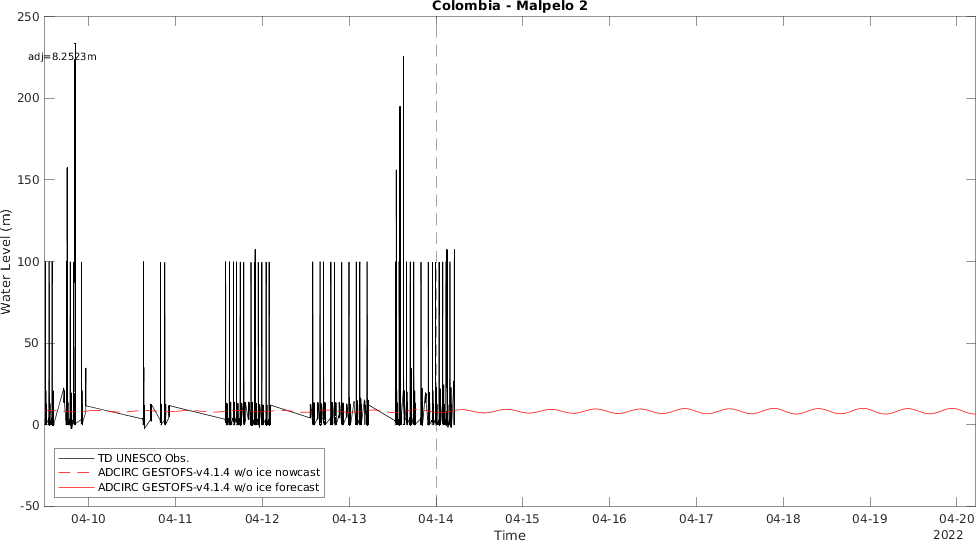 Colombia - Malpelo 2
250
adj=8.2523m
200
150
100
50
0
-50
Water Level (m)
TD UNESCO Obs.
ADCIRC GESTOFS-v4.1.4 w/o ice nowcast
ADCIRC GESTOFS-v4.1.4 w/o ice forecast
04-10 04-11 04-12 04-13 04-14 04-15 04-16 04-17 04-18 04-19 04-20
Time
2022